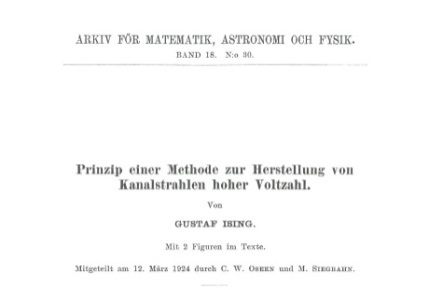 ARKIV FÖR MATEMATIK, ASTRONOMI OCH FYSIK.
BAND 18. N:o 30.
Prinzip einer Methode zur Herstellung von
Kanalstrahlen hoher Voltzahl.
Von
GUSTAF ISING.
Mit 2 Figuren im Texte.
Mitgeteilt am 12. März 1924 durch C. W. OSEEN und M. SIEGBAHN.